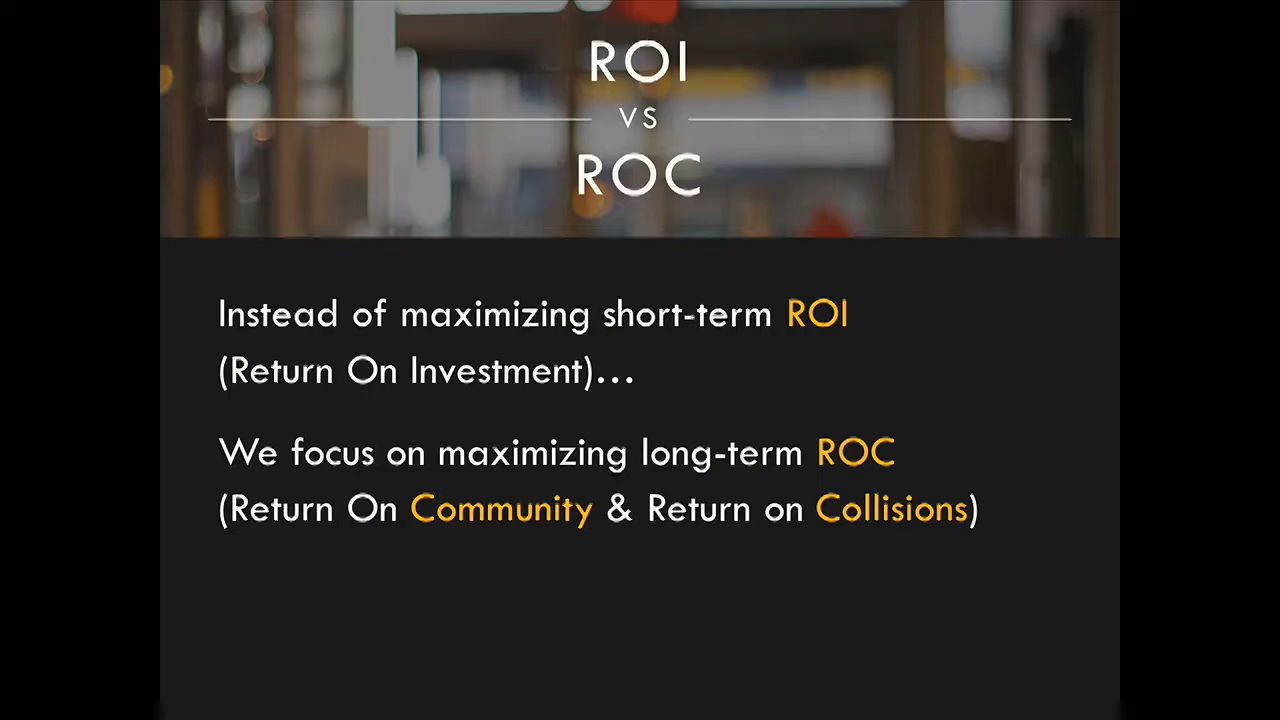 ROI
VS
ROC
Instead of maximizing short-term ROI
(Return On Investment)...
We focus on maximizing long-term ROC
(Return On Community & Return on Collisions)